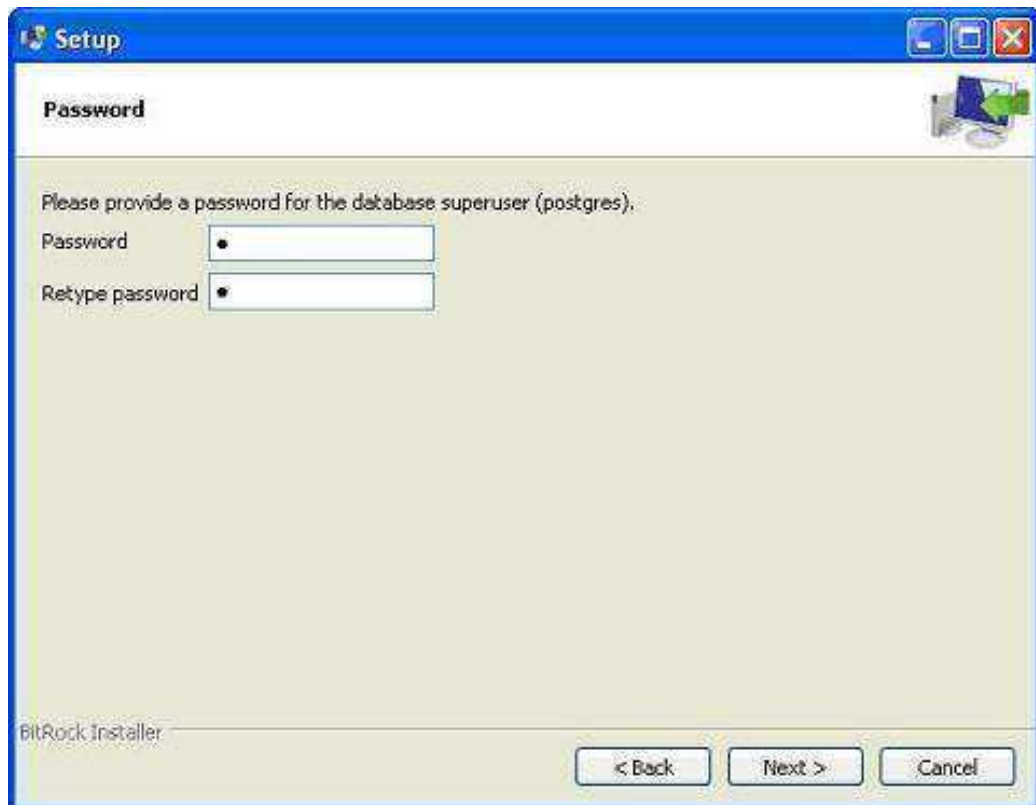 Setup
Password
Please provide a password for the database superuser (postgres).
Password
Retype password
BitRock Installer
< Back Next > Cancel